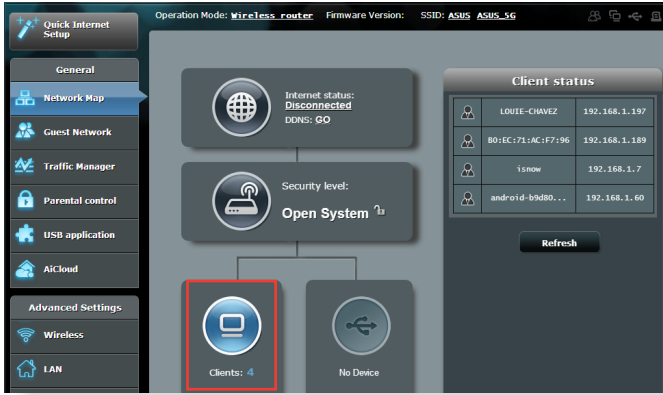 Quick Internet
Setup
Operation Mode: Wireless router Firmware Version: SSID: ASUS ASUS_5G
General
Network Map
Guest Network
Traffic Manager
Parental control
USB application
AiCloud
Advanced Settings
Wireless
LAN
Internet status:
Disconnected
DDNS: GO
Security level:
Open System
Clients: 4
No Device
Client status
LOUIE-CHAVEZ 192.168.1.197
B0:EC:71:AC:F7:96 192.168.1.189
isnow 192.168.1.7
android-b9d80... 192.168.1.60
Refresh